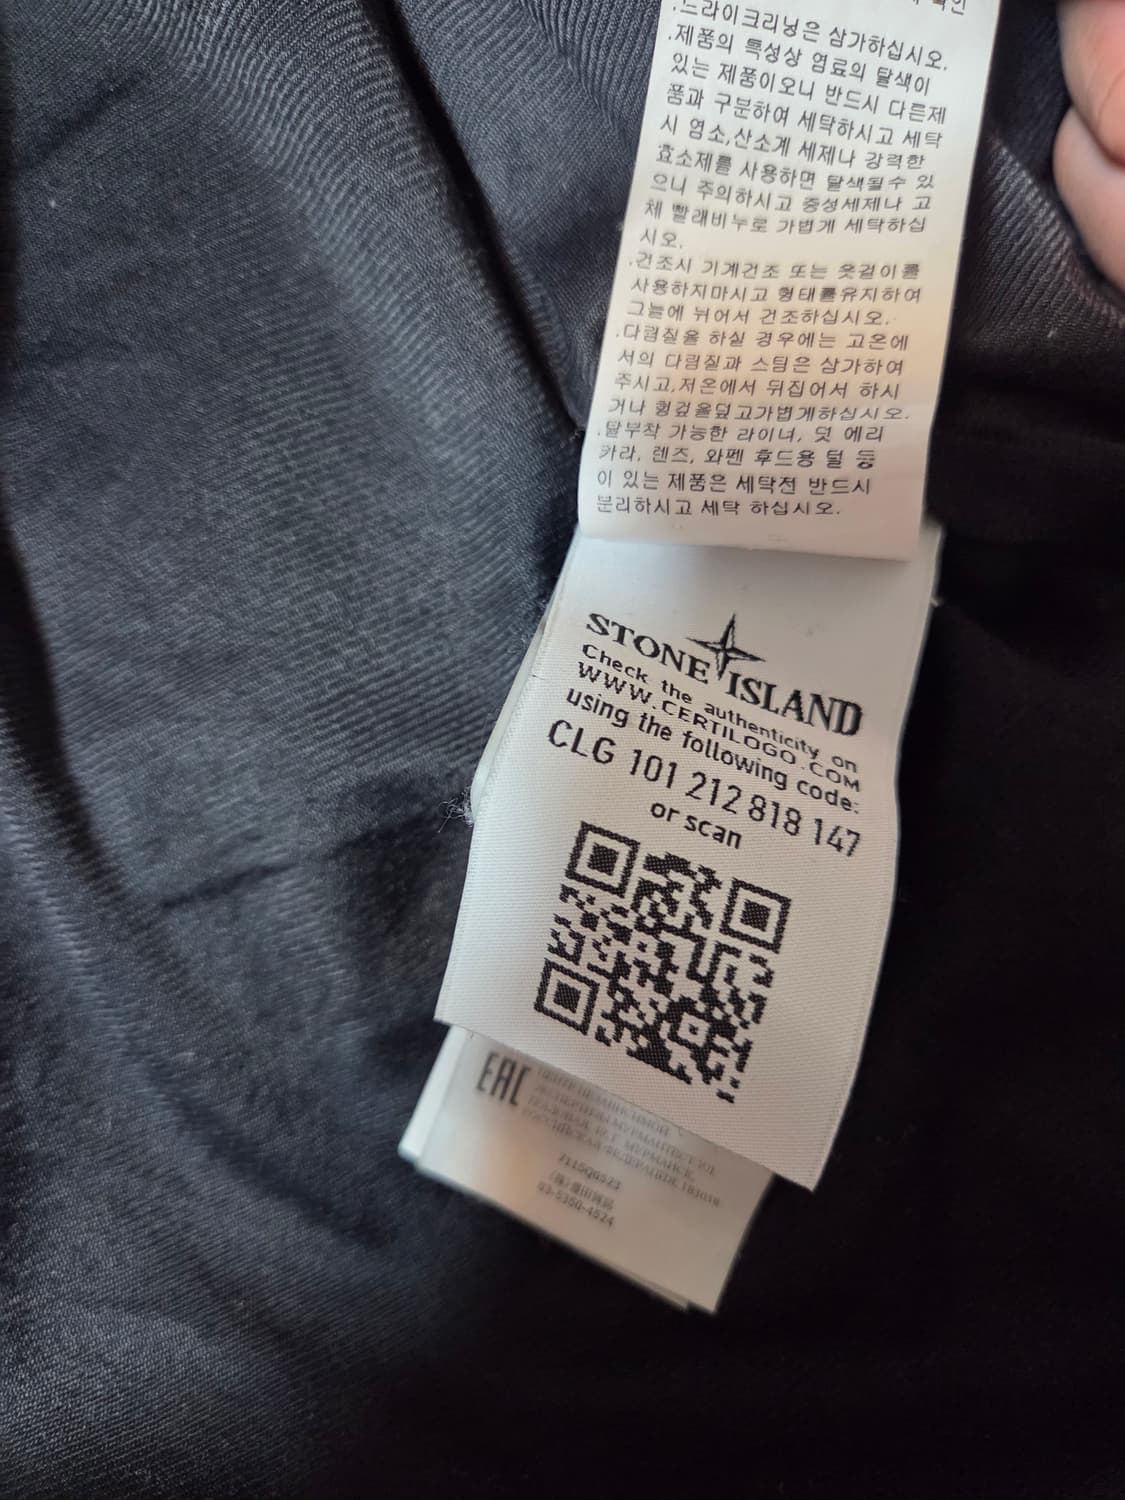 .드라이크리닝은 삼가하십시오.
.제품의 특성상 염료의 탈색이
있는 제품이오니 반드시 다른제
품과 구분하여 세탁하시고 세탁
시 염소,산소계 세제나 강력한
효소제를 사용하면 탈색될수 있
으니 주의하시고 중성세제나 고
체 빨래비누로 가볍게 세탁하십
시오.
.건조시 기계건조 또는 옷걸이를
사용하지마시고 형태를유지하여
그늘에 뉘어서 건조하십시오.
.다림질을 하실 경우에는 고온에
서의 다림질과 스팀은 삼가하여
주시고,저온에서 뒤집어서 하시
거나 헝겊을덮고가볍게하십시오.
.탈부착 가능한 라이너, 덧 에리
카라, 렌즈, 와펜 후드용 털 등
이 있는 제품은 세탁전 반드시
분리하시고 세탁 하십시오.
STONE ISLAND
Check the authenticity on
WWW.CERTILOGO.COM
using the following code:
CLG 101 212 818 147
or scan
EAC
7115Q0523
03-5350-4524